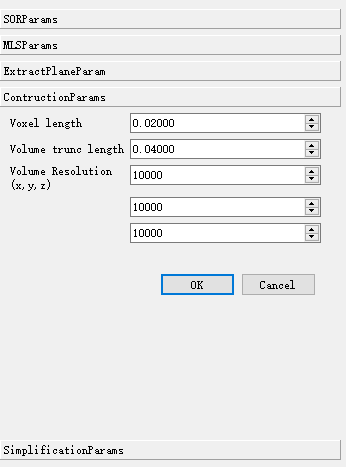 SORParams
MLSParams
ExtractPlaneParam
ContructionParams
Voxel length 0.02000
Volume trunc length 0.04000
Volume Resolution 10000
(x,y,z)
10000
10000
OK Cancel
SimplificationParams